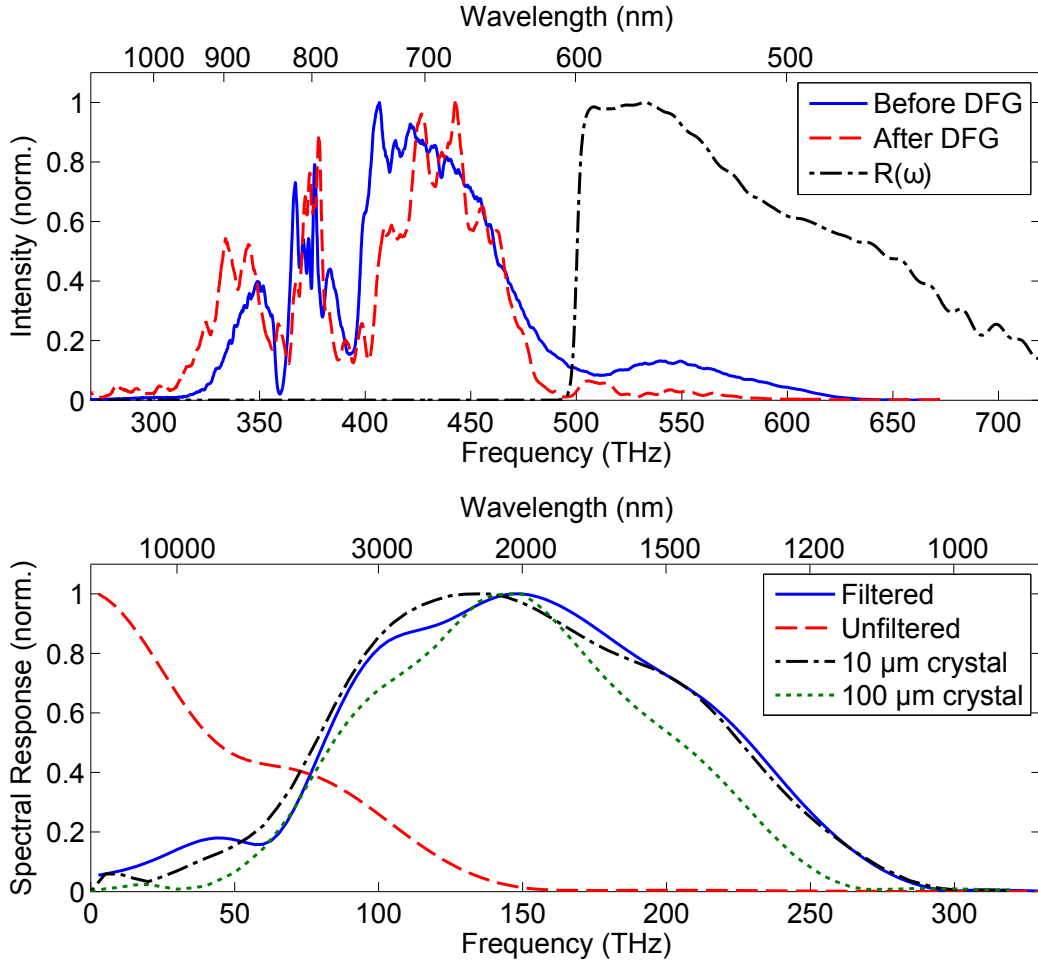 Wavelength (nm)
1000 900 800 700 600 500
Intensity (norm.)
1
0.8
0.6
0.4
0.2
0
Before DFG
After DFG
R(ω)
300 350 400 450 500 550 600 650 700
Frequency (THz)
Wavelength (nm)
10000 3000 2000 1500 1200 1000
Spectral Response (norm.)
1
0.8
0.6
0.4
0.2
0
Filtered
Unfiltered
10 µm crystal
100 µm crystal
0 50 100 150 200 250 300
Frequency (THz)